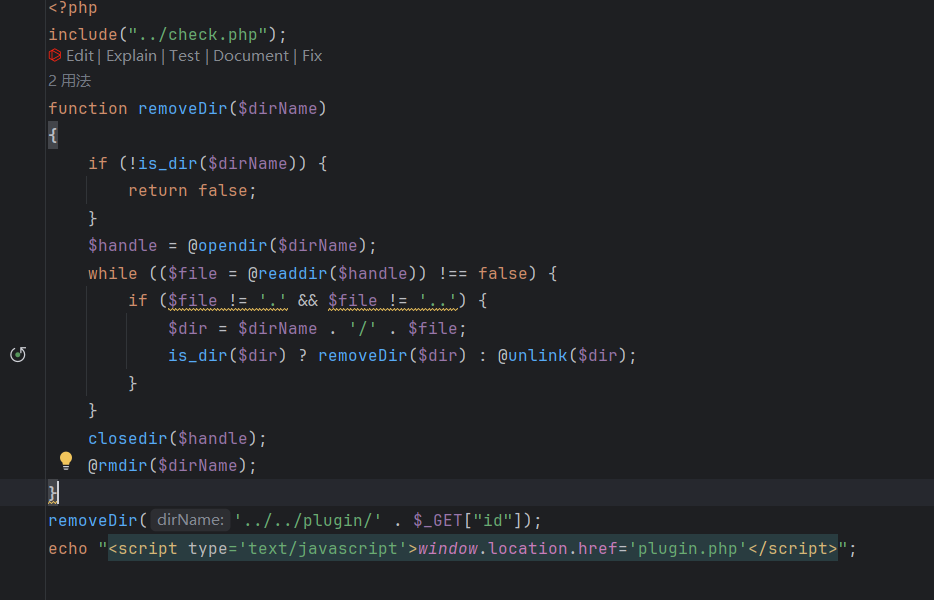 <?php
include("../check.php");
Edit | Explain | Test | Document | Fix
2 用法
function removeDir($dirName)
{
    if (!is_dir($dirName)) {
        return false;
    }
    $handle = @opendir($dirName);
    while (($file = @readdir($handle)) !== false) {
        if ($file != '.' && $file != '..') {
            $dir = $dirName . '/' . $file;
            is_dir($dir) ? removeDir($dir) : @unlink($dir);
        }
    }
    closedir($handle);
    @rmdir($dirName);
}
removeDir( dirName: '../../plugin/' . $_GET["id"]);
echo "<script type='text/javascript'>window.location.href='plugin.php'</script>";